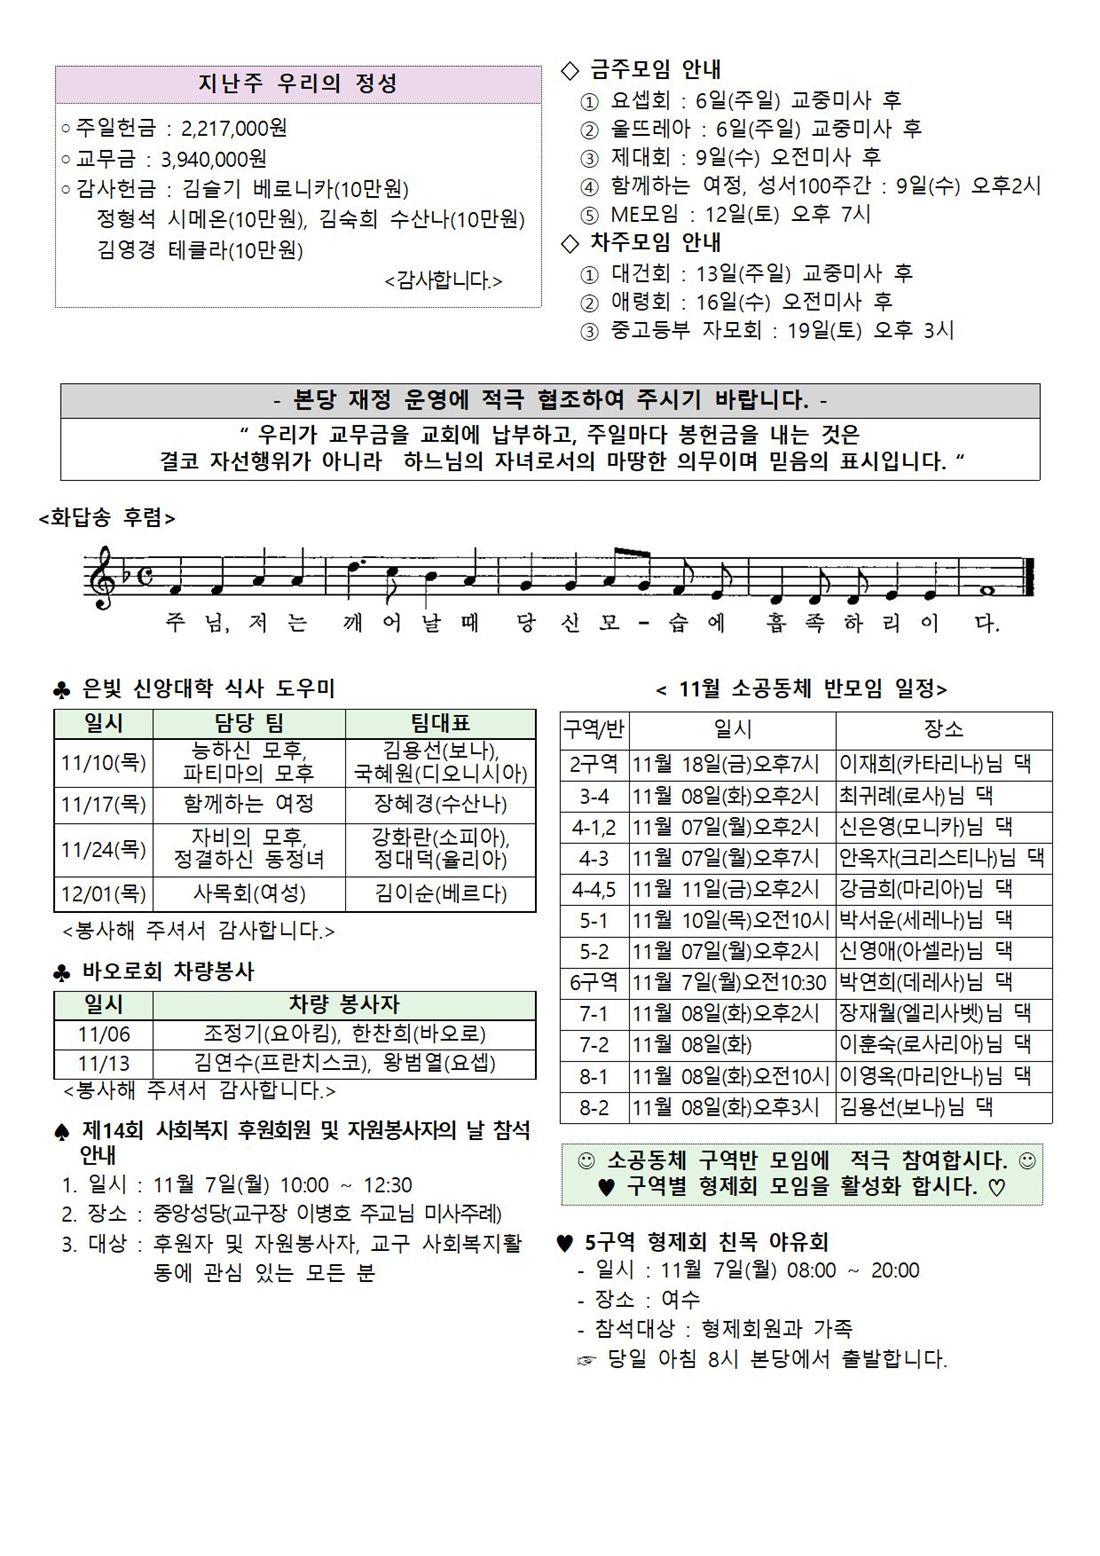 지난주 우리의 정성
○ 주일헌금 : 2,217,000원
○ 교무금 : 3,940,000원
○ 감사헌금 : 김슬기 베로니카(10만원)
정형석 시메온(10만원), 김숙희 수산나(10만원)
김영경 테클라(10만원)
<감사합니다.>
◇ 금주모임 안내
① 요셉회 : 6일(주일) 교중미사 후
② 울뜨레아 : 6일(주일) 교중미사 후
③ 제대회 : 9일(수) 오전미사 후
④ 함께하는 여정, 성서100주간 : 9일(수) 오후2시
⑤ ME모임 : 12일(토) 오후 7시
◇ 차주모임 안내
① 대건회 : 13일(주일) 교중미사 후
② 애령회 : 16일(수) 오전미사 후
③ 중고등부 자모회 : 19일(토) 오후 3시
- 본당 재정 운영에 적극 협조하여 주시기 바랍니다. -
“ 우리가 교무금을 교회에 납부하고, 주일마다 봉헌금을 내는 것은
결코 자선행위가 아니라 하느님의 자녀로서의 마땅한 의무이며 믿음의 표시입니다. “
<화답송 후렴>
주 님, 저 는 깨 어 날 때 당 신 모 - 습 에 흡 족 하 리 이 다.
♣ 은빛 신앙대학 식사 도우미
일시 담당 팀 팀대표
11/10(목) 능하신 모후, 파티마의 모후 김용선(보나), 국혜원(디오니시아)
11/17(목) 함께하는 여정 장혜경(수산나)
11/24(목) 자비의 모후, 정결하신 동정녀 강화란(소피아), 정대덕(율리아)
12/01(목) 사목회(여성) 김이순(베르다)
<봉사해 주셔서 감사합니다.>
♣ 바오로회 차량봉사
일시 차량 봉사자
11/06 조정기(요아킴), 한찬희(바오로)
11/13 김연수(프란치스코), 왕범열(요셉)
<봉사해 주셔서 감사합니다.>
♠ 제14회 사회복지 후원회원 및 자원봉사자의 날 참석
안내
1. 일시 : 11월 7일(월) 10:00 ~ 12:30
2. 장소 : 중앙성당(교구장 이병호 주교님 미사주례)
3. 대상 : 후원자 및 자원봉사자, 교구 사회복지활
동에 관심 있는 모든 분
< 11월 소공동체 반모임 일정>
구역/반 일시 장소
2구역 11월 18일(금)오후7시 이재희(카타리나)님 댁
3-4 11월 08일(화)오후2시 최귀례(로사)님 댁
4-1,2 11월 07일(월)오후2시 신은영(모니카)님 댁
4-3 11월 07일(월)오후7시 안옥자(크리스티나)님 댁
4-4,5 11월 11일(금)오후2시 강금희(마리아)님 댁
5-1 11월 10일(목)오전10시 박서운(세레나)님 댁
5-2 11월 07일(월)오후2시 신영애(아셀라)님 댁
6구역 11월 7일(월)오전10:30 박연희(데레사)님 댁
7-1 11월 08일(화)오후2시 장재월(엘리사벳)님 댁
7-2 11월 08일(화) 이훈숙(로사리아)님 댁
8-1 11월 08일(화)오전10시 이영옥(마리안나)님 댁
8-2 11월 08일(화)오후3시 김용선(보나)님 댁
☺ 소공동체 구역반 모임에 적극 참여합시다. ☺
♥ 구역별 형제회 모임을 활성화 합시다. ♡
♥ 5구역 형제회 친목 야유회
- 일시 : 11월 7일(월) 08:00 ~ 20:00
- 장소 : 여수
- 참석대상 : 형제회원과 가족
☞ 당일 아침 8시 본당에서 출발합니다.